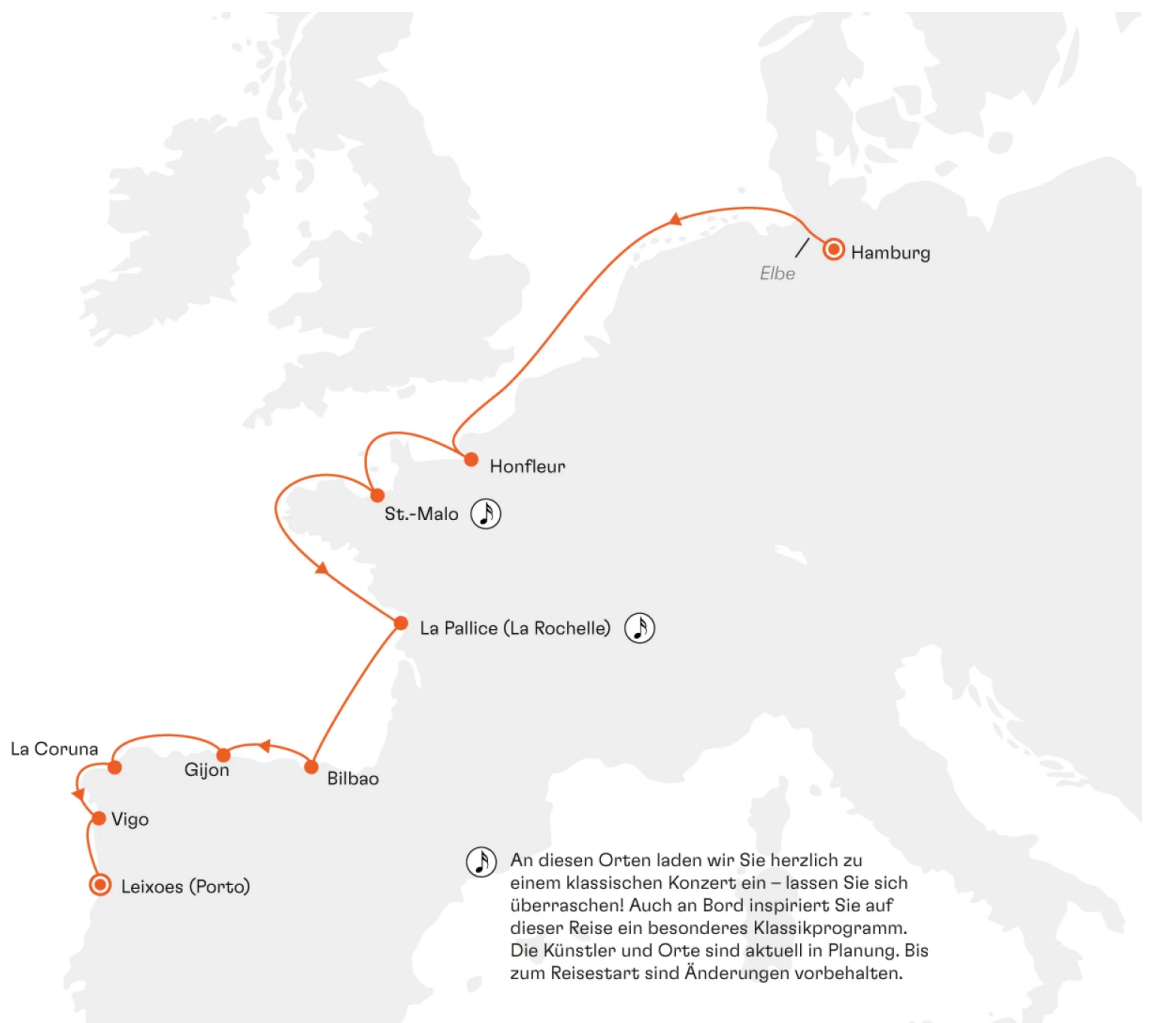 Hamburg
Elbe
Honfleur
St.-Malo
La Pallice (La Rochelle)
La Coruna
Gijon
Bilbao
Vigo
Leixoes (Porto)
An diesen Orten laden wir Sie herzlich zu
einem klassischen Konzert ein – lassen Sie sich
überraschen! Auch an Bord inspiriert Sie auf
dieser Reise ein besonderes Klassikprogramm.
Die Künstler und Orte sind aktuell in Planung. Bis
zum Reisestart sind Änderungen vorbehalten.